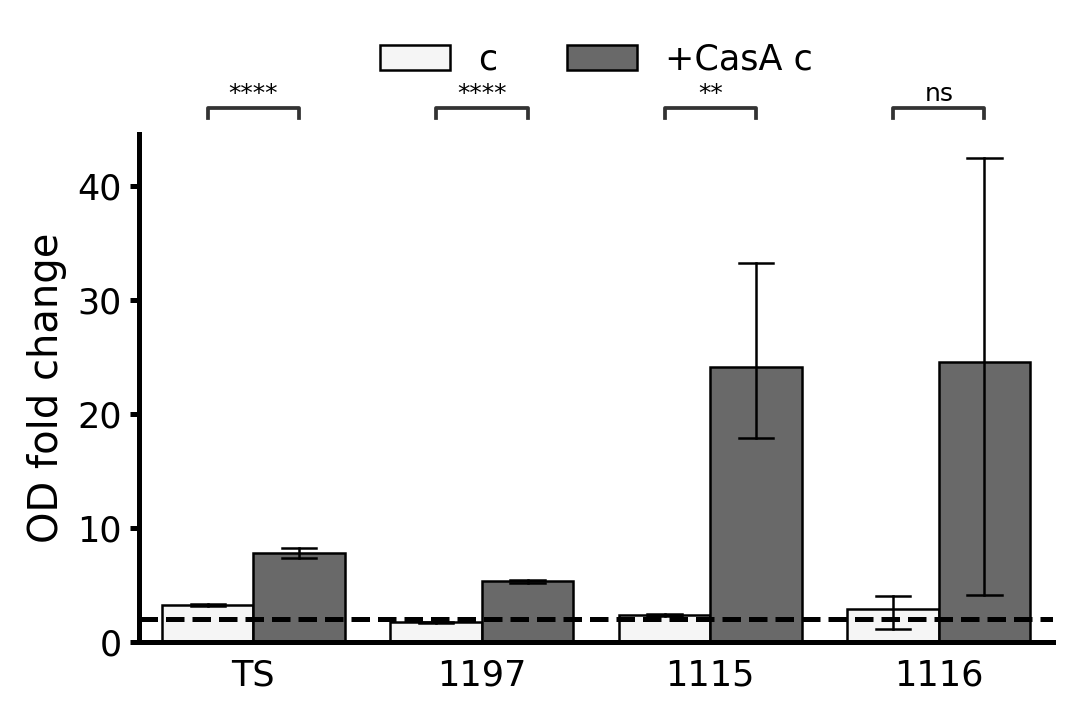 c +CasA c
**** **** ** ns
OD fold change
40
30
20
10
0
TS 1197 1115 1116